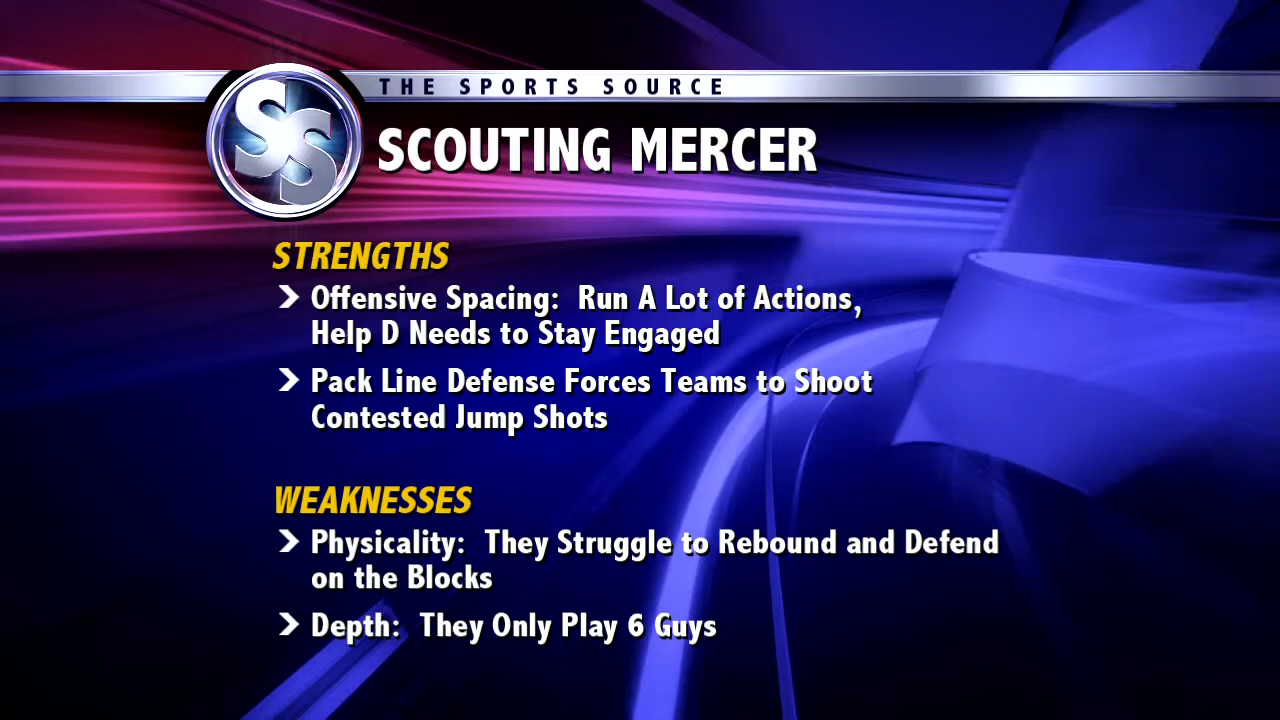 THE SPORTS SOURCE
SS
SCOUTING MERCER
STRENGTHS
Offensive Spacing: Run A Lot of Actions,
Help D Needs to Stay Engaged
Pack Line Defense Forces Teams to Shoot
Contested Jump Shots
WEAKNESSES
Physicality: They Struggle to Rebound and Defend
on the Blocks
Depth: They Only Play 6 Guys